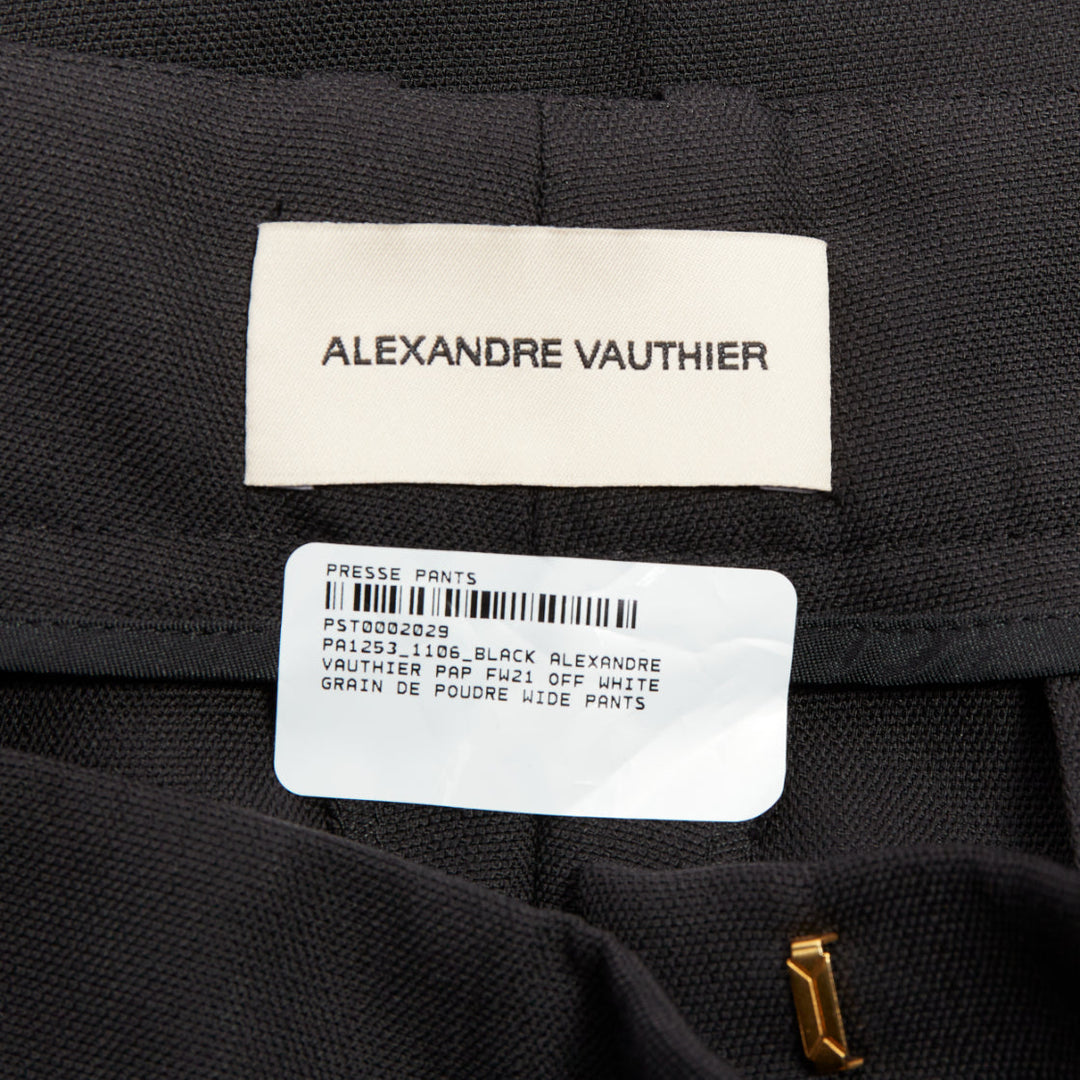 ALEXANDRE VAUTHIER
PRESSE PANTS
PST0002029
PA1253_1106_BLACK ALEXANDRE
VAUTHIER PAP FW21 OFF WHITE
GRAIN DE POUDRE WIDE PANTS